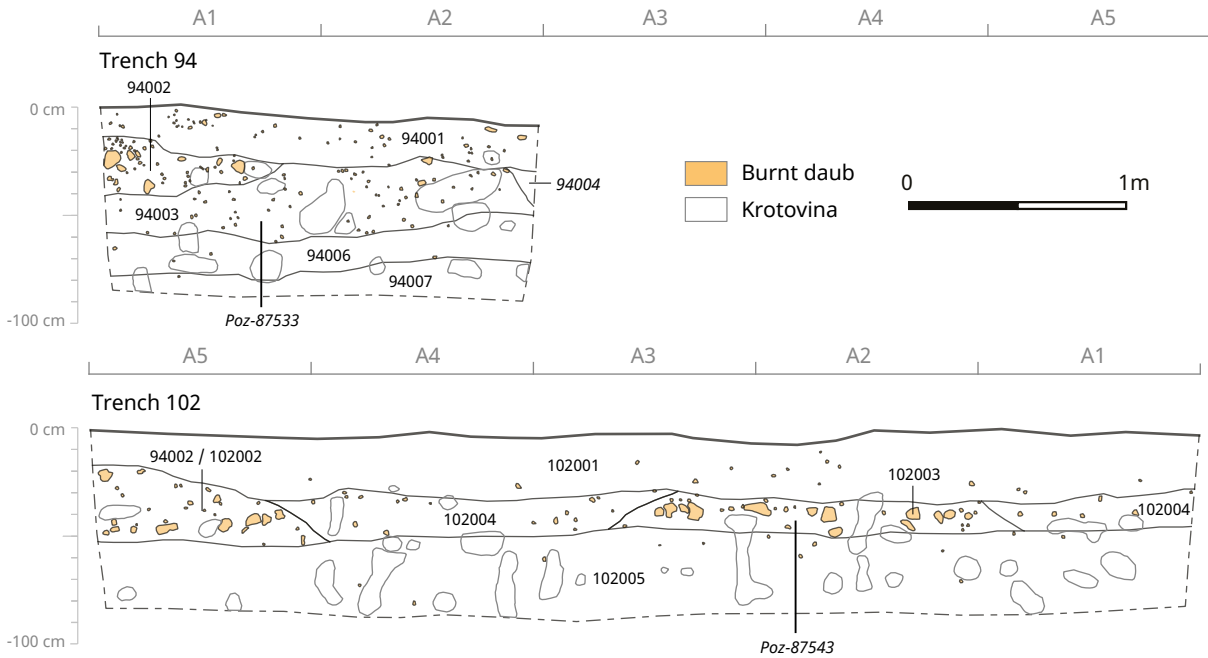 A1 A2 A3 A4 A5
Trench 94
94002
0 cm
94001
94004
94003
94006
94007
-100 cm
Poz-87533
Burnt daub
Krotovina
0 1m
A5 A4 A3 A2 A1
Trench 102
0 cm
94002 / 102002
102001
102003
102004
102004
102005
-100 cm
Poz-87543